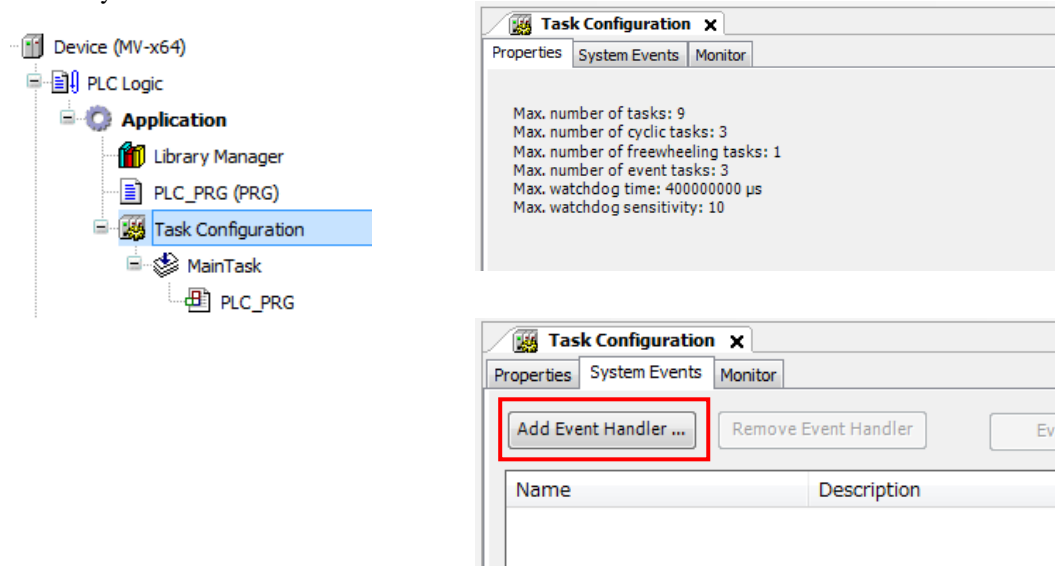 Device (MV-x64)
PLC Logic
Application
Library Manager
PLC_PRG (PRG)
Task Configuration
MainTask
PLC_PRG
Task Configuration
Properties System Events Monitor
Max. number of tasks: 9
Max. number of cyclic tasks: 3
Max. number of freewheeling tasks: 1
Max. number of event tasks: 3
Max. watchdog time: 400000000 µs
Max. watchdog sensitivity: 10
Task Configuration
Properties System Events Monitor
Add Event Handler ... Remove Event Handler Ev
Name Description